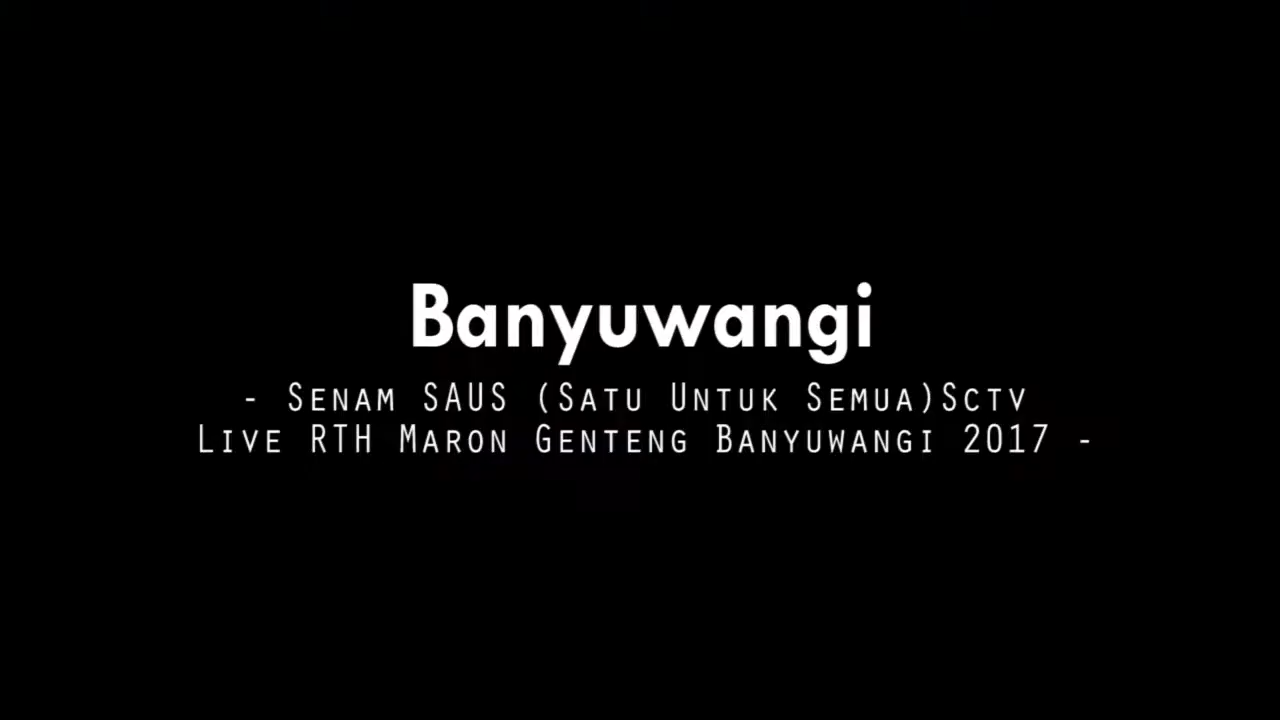 Banyuwangi
- Senam SAUS (Satu Untuk Semua)Sctv
Live RTH Maron Genteng Banyuwangi 2017 -